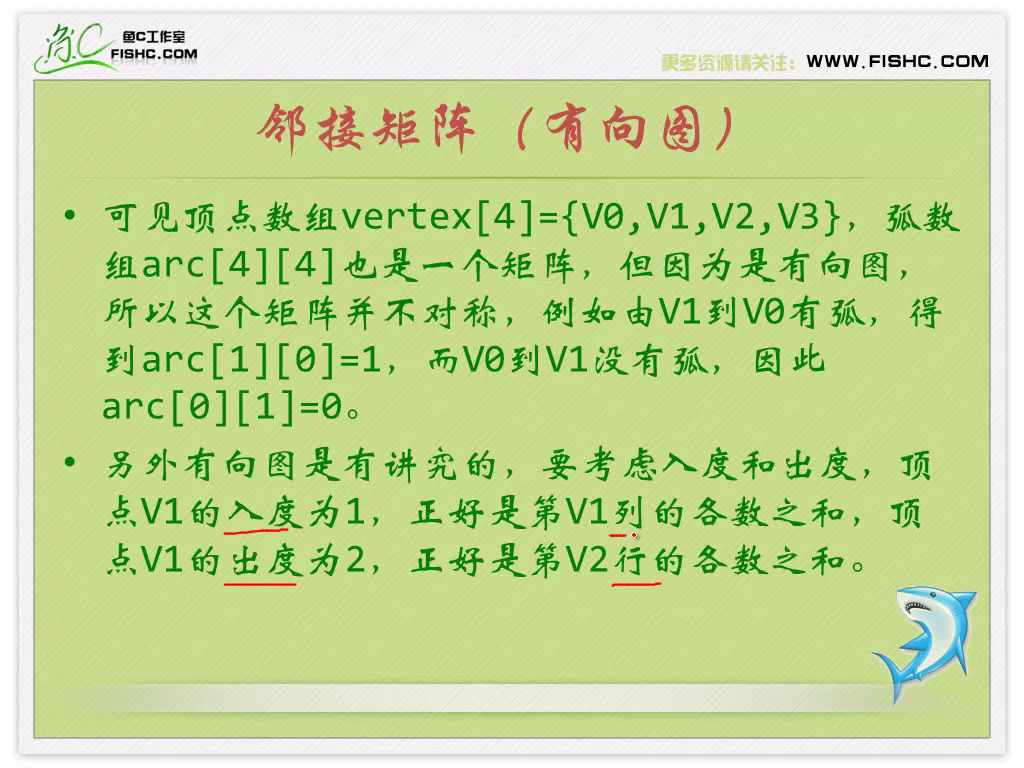 鱼C工作室
FISHC.COM
更多资源请关注：WWW.FISHC.COM
邻接矩阵（有向图）
• 可见顶点数组vertex[4]={V0,V1,V2,V3}，弧数
组arc[4][4]也是一个矩阵，但因为是有向图，
所以这个矩阵并不对称，例如由V1到V0有弧，得
到arc[1][0]=1，而V0到V1没有弧，因此
arc[0][1]=0。
• 另外有向图是有讲究的，要考虑入度和出度，顶
点V1的入度为1，正好是第V1列的各数之和，顶
点V1的出度为2，正好是第V2行的各数之和。